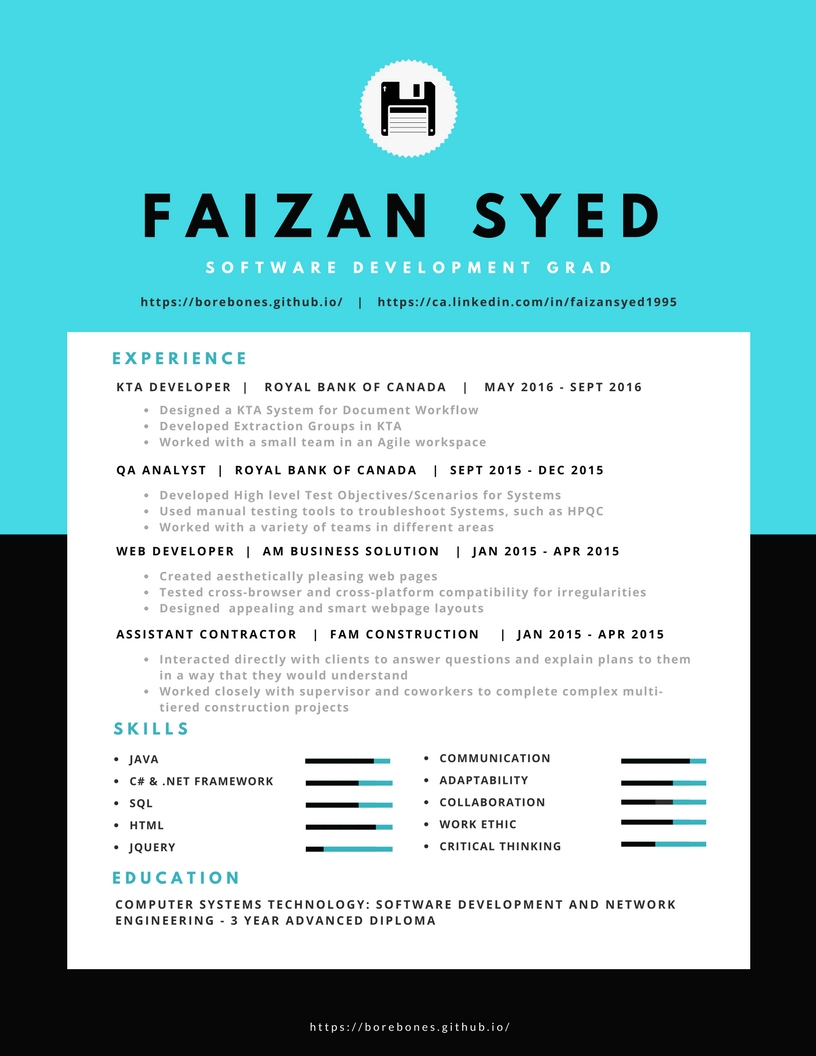 FAIZAN SYED
SOFTWARE DEVELOPMENT GRAD
https://borebones.github.io/ | https://ca.linkedin.com/in/faizansyed1995
EXPERIENCE
KTA DEVELOPER | ROYAL BANK OF CANADA | MAY 2016 - SEPT 2016
• Designed a KTA System for Document Workflow
• Developed Extraction Groups in KTA
• Worked with a small team in an Agile workspace
QA ANALYST | ROYAL BANK OF CANADA | SEPT 2015 - DEC 2015
• Developed High level Test Objectives/Scenarios for Systems
• Used manual testing tools to troubleshoot Systems, such as HPQC
• Worked with a variety of teams in different areas
WEB DEVELOPER | AM BUSINESS SOLUTION | JAN 2015 - APR 2015
• Created aesthetically pleasing web pages
• Tested cross-browser and cross-platform compatibility for irregularities
• Designed appealing and smart webpage layouts
ASSISTANT CONTRACTOR | FAM CONSTRUCTION | JAN 2015 - APR 2015
• Interacted directly with clients to answer questions and explain plans to them
in a way that they would understand
• Worked closely with supervisor and coworkers to complete complex multi-
tiered construction projects
SKILLS
• JAVA
• C# & .NET FRAMEWORK
• SQL
• HTML
• JQUERY
• COMMUNICATION
• ADAPTABILITY
• COLLABORATION
• WORK ETHIC
• CRITICAL THINKING
EDUCATION
COMPUTER SYSTEMS TECHNOLOGY: SOFTWARE DEVELOPMENT AND NETWORK
ENGINEERING - 3 YEAR ADVANCED DIPLOMA
https://borebones.github.io/